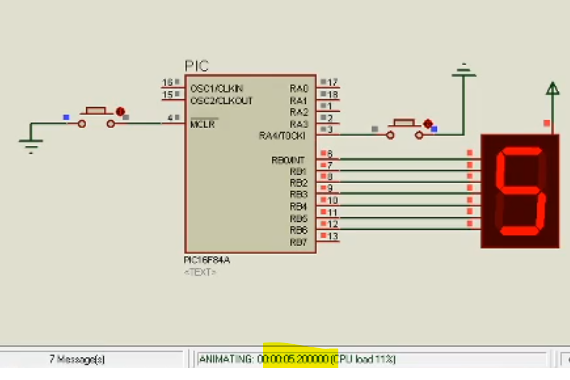 PIC
16 OSC1/CLKIN RA0 17
15 OSC2/CLKOUT RA1 18
RA2 1
4 MCLR RA3 2
RA4/T0CKI 3
RB0/INT 6
RB1 7
RB2 8
RB3 9
RB4 10
RB5 11
RB6 12
RB7 13
PIC16F84A
<TEXT>
5
7 Message(s) ANIMATING: 00:00:05.200000 (CPU load 11%)